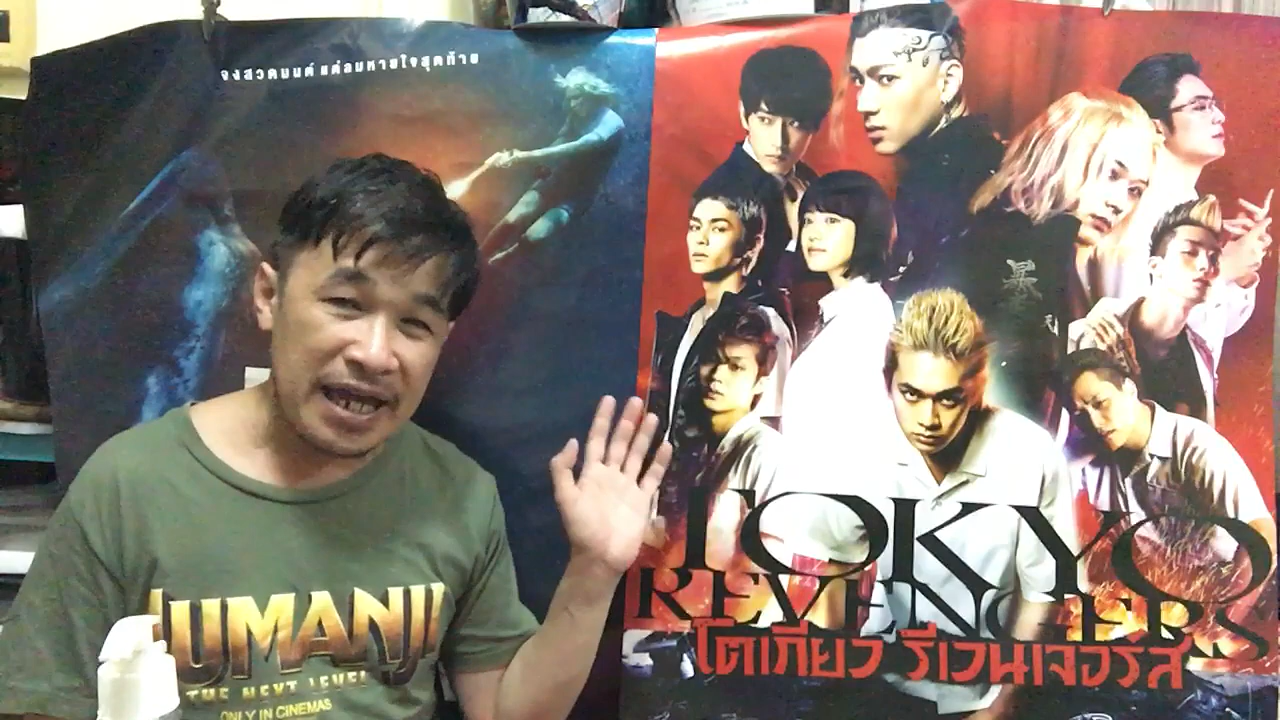 จงสวดมนต์ แต่ลมหายใจสุดท้าย
TOKYO
REVENGERS
โตเกียว รีเวนเจอร์ส
JUMANJI
THE NEXT LEVEL
ONLY IN CINEMAS